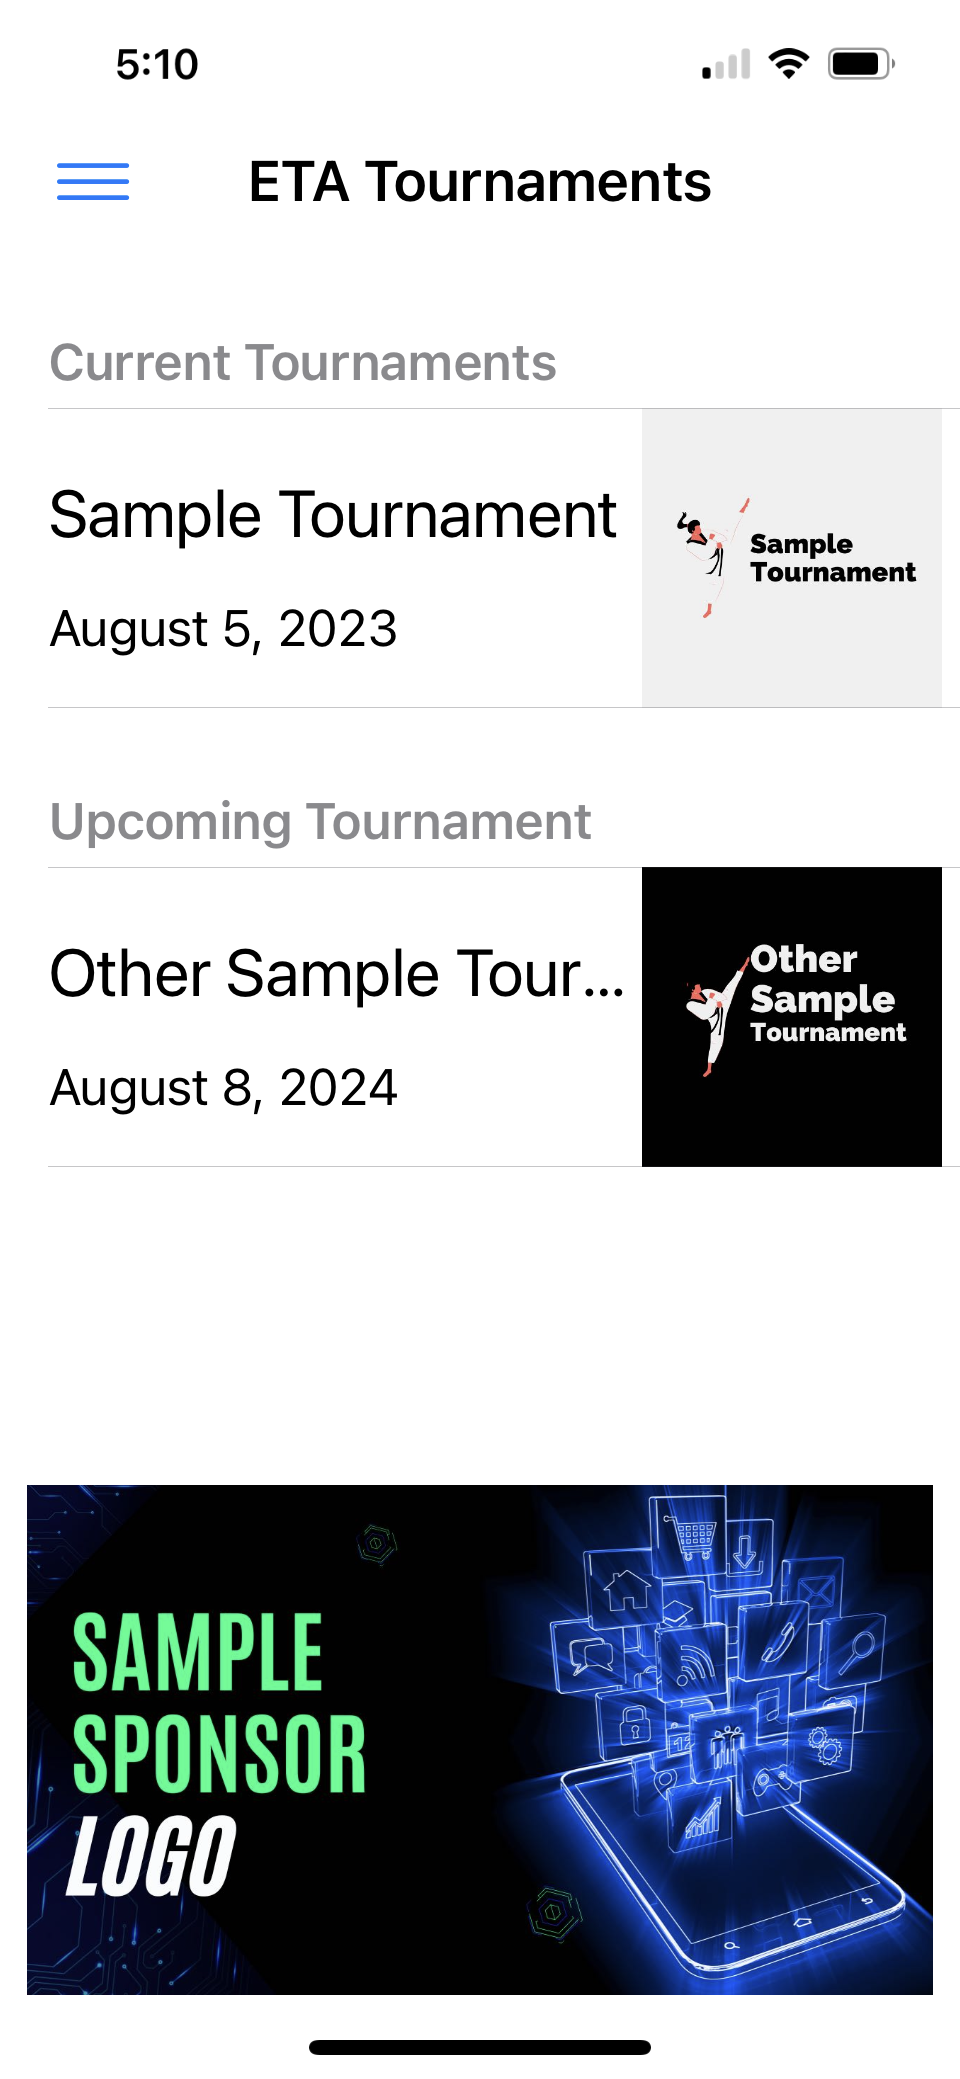 5:10
ETA Tournaments
Current Tournaments
Sample Tournament
August 5, 2023
Sample
Tournament
Upcoming Tournament
Other Sample Tour...
August 8, 2024
Other
Sample
Tournament
SAMPLE
SPONSOR
LOGO
12